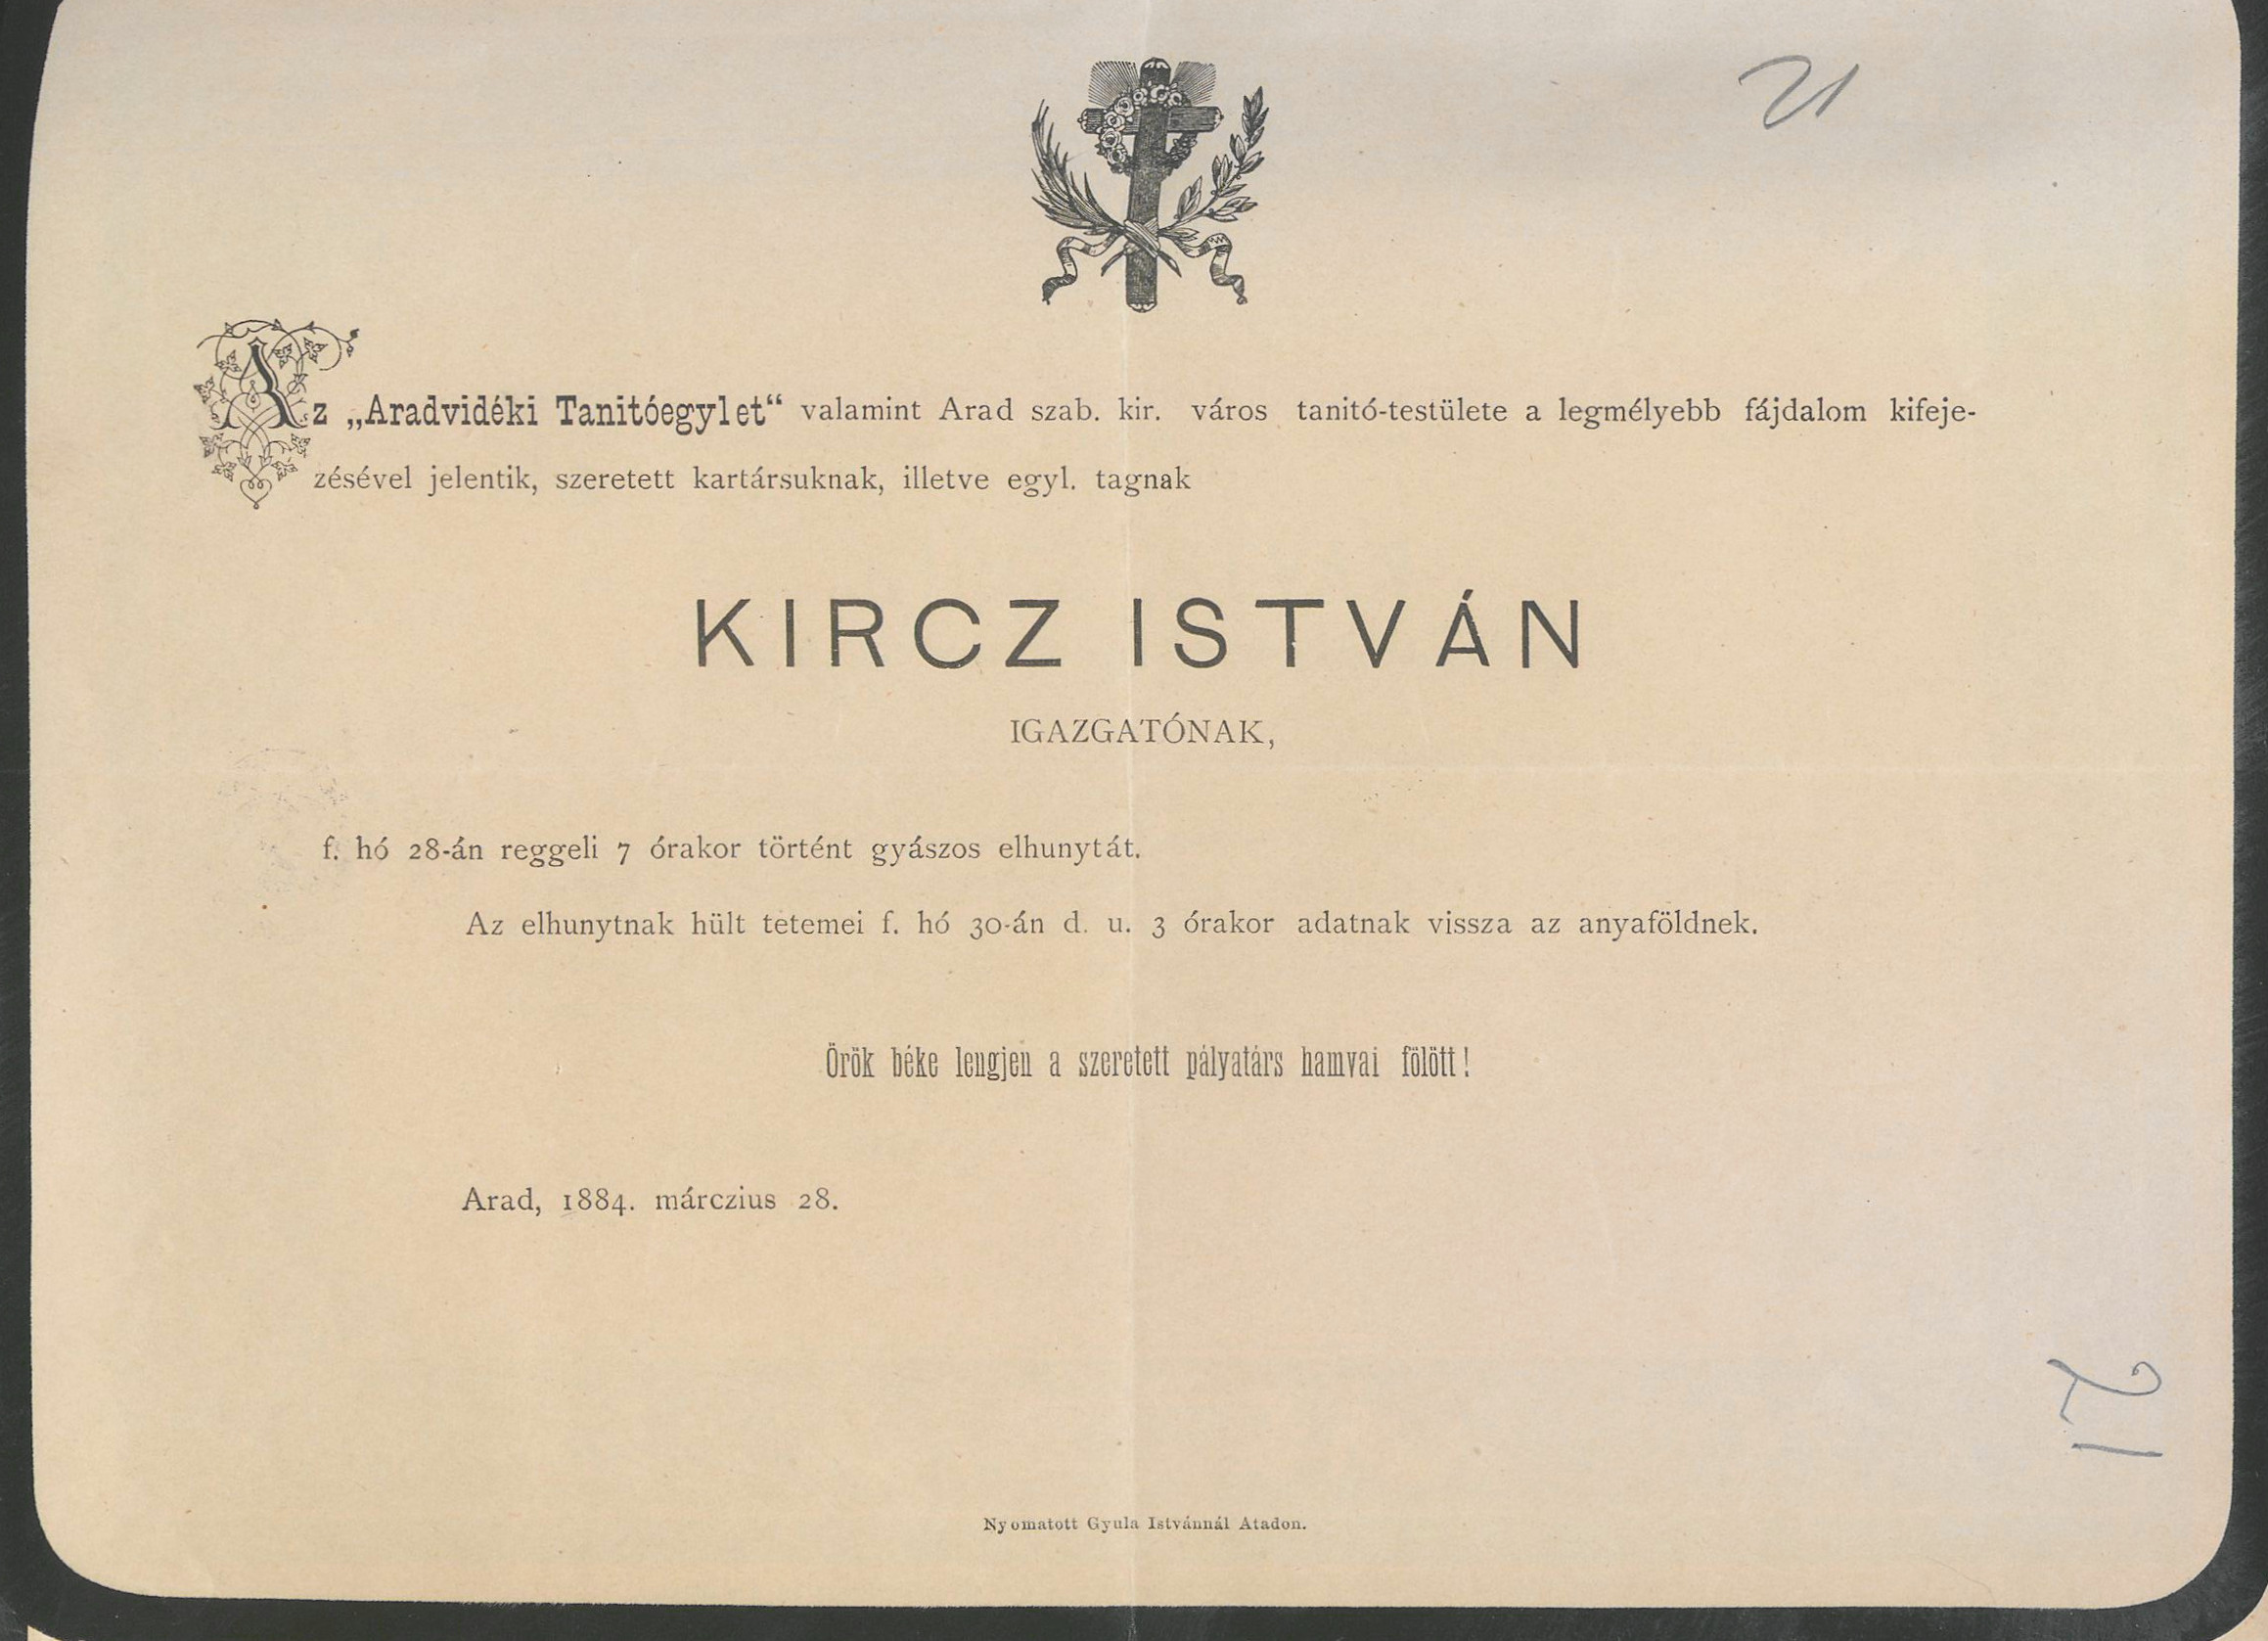 21
Az „Aradvidéki Tanitóegylet“ valamint Arad szab. kir. város tanitó-testülete a legmélyebb fájdalom kifeje-
zésével jelentik, szeretett kartársuknak, illetve egyl. tagnak
KIRCZ ISTVÁN
IGAZGATÓNAK,
f. hó 28-án reggeli 7 órakor történt gyászos elhunytát.
Az elhunytnak hült tetemei f. hó 30-án d. u. 3 órakor adatnak vissza az anyaföldnek.
Örök béke lengjen a szeretett pályatárs hamvai fölött!
Arad, 1884. márczius 28.
21
Nyomatott Gyula Istvánnál Atadon.